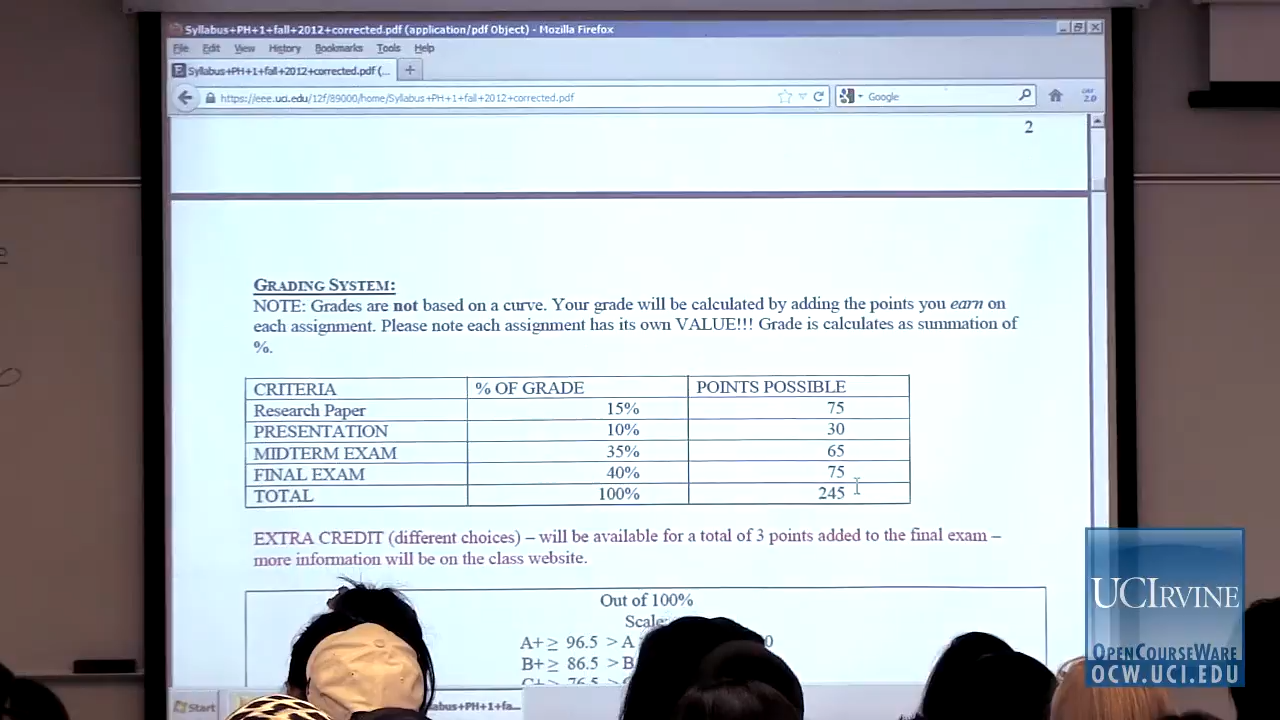 Syllabus+PH+1+fall+2012+corrected.pdf (application/pdf Object) - Mozilla Firefox
File Edit View History Bookmarks Tools Help
Syllabus+PH+1+fall+2012+corrected.pdf (...
https://eee.uci.edu/12f/89000/home/Syllabus+PH+1+fall+2012+corrected.pdf
Google
2
GRADING SYSTEM:
NOTE: Grades are not based on a curve. Your grade will be calculated by adding the points you earn on
each assignment. Please note each assignment has its own VALUE!!! Grade is calculates as summation of
%.
CRITERIA % OF GRADE POINTS POSSIBLE
Research Paper 15% 75
PRESENTATION 10% 30
MIDTERM EXAM 35% 65
FINAL EXAM 40% 75
TOTAL 100% 245
EXTRA CREDIT (different choices) – will be available for a total of 3 points added to the final exam –
more information will be on the class website.
Out of 100%
Scale:
A+≥ 96.5 > A
B+≥ 86.5 > B
Start
UCIRVINE
OPENCOURSEWARE
OCW.UCI.EDU